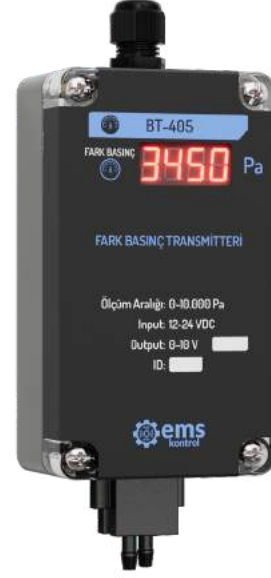 BT-405
FARK BASINÇ
3450 Pa
FARK BASINÇ TRANSMİTTERİ
Ölçüm Aralığı: 0-10.000 Pa
Input: 12-24 VDC
Output: 0-10 V
ID:
ems
kontrol